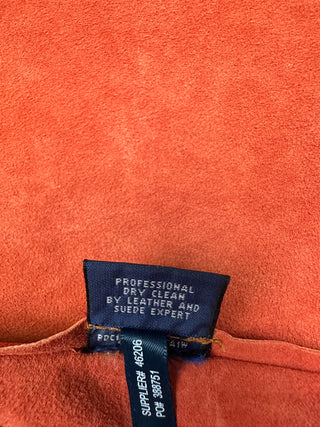 PROFESSIONAL
DRY CLEAN
BY LEATHER AND
SUEDE EXPERT
SUPPLIER# 46206
PO# 388751